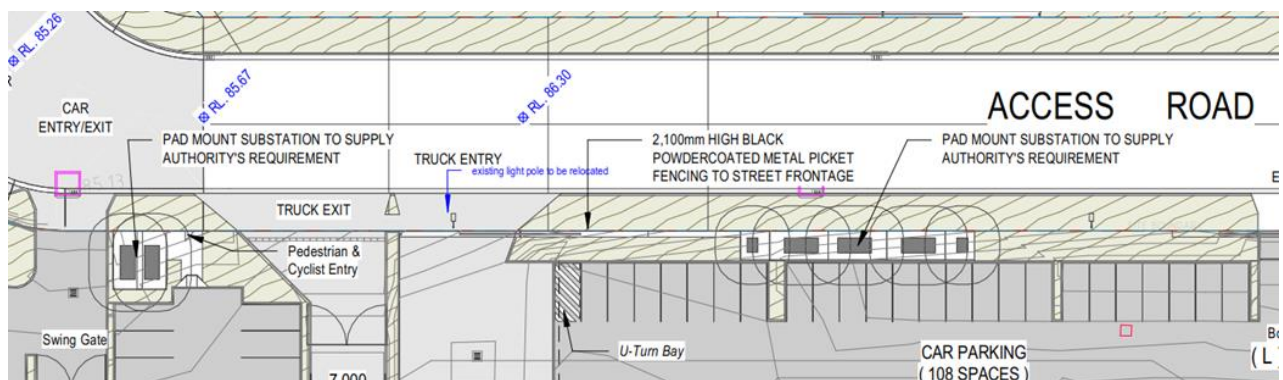 RL. 85.26
RL. 85.67
RL. 86.30
ACCESS ROAD
CAR
ENTRY/EXIT
PAD MOUNT SUBSTATION TO SUPPLY
AUTHORITY'S REQUIREMENT
TRUCK ENTRY
existing light pole to be relocated
2,100mm HIGH BLACK
POWDERCOATED METAL PICKET
FENCING TO STREET FRONTAGE
PAD MOUNT SUBSTATION TO SUPPLY
AUTHORITY'S REQUIREMENT
85.13
TRUCK EXIT
Pedestrian &
Cyclist Entry
Swing Gate
7,000
U-Turn Bay
CAR PARKING
( 108 SPACES )